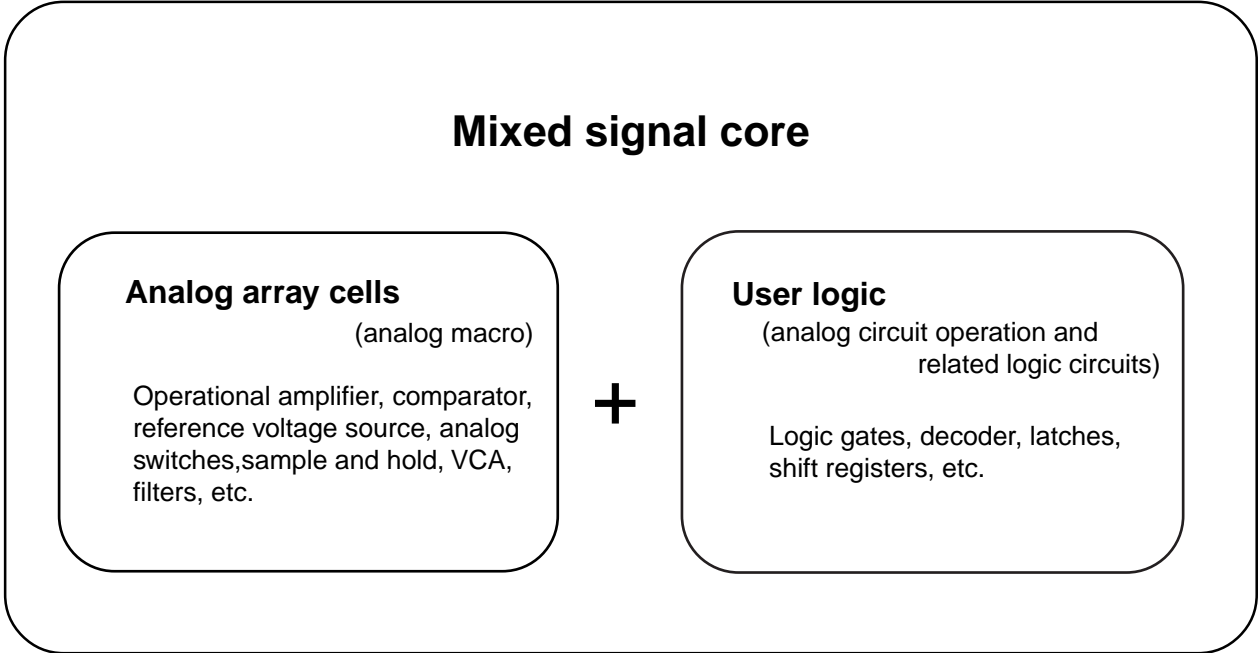 Mixed signal core
Analog array cells
(analog macro)
Operational amplifier, comparator,
reference voltage source, analog
switches,sample and hold, VCA,
filters, etc.
+
User logic
(analog circuit operation and
related logic circuits)
Logic gates, decoder, latches,
shift registers, etc.